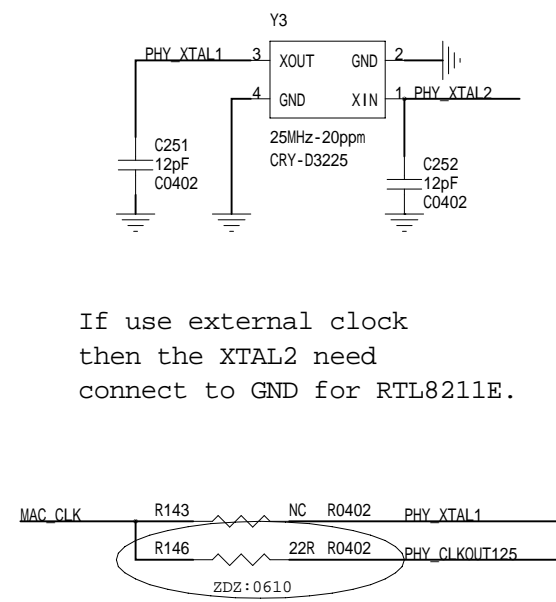 Y3
PHY_XTAL1 3 XOUT GND 2
4 GND XIN 1 PHY_XTAL2
25MHz-20ppm
CRY-D3225
C251
12pF
C0402
C252
12pF
C0402
If use external clock
then the XTAL2 need
connect to GND for RTL8211E.
MAC_CLK R143 NC R0402 PHY_XTAL1
R146 22R R0402 PHY_CLKOUT125
ZDZ:0610